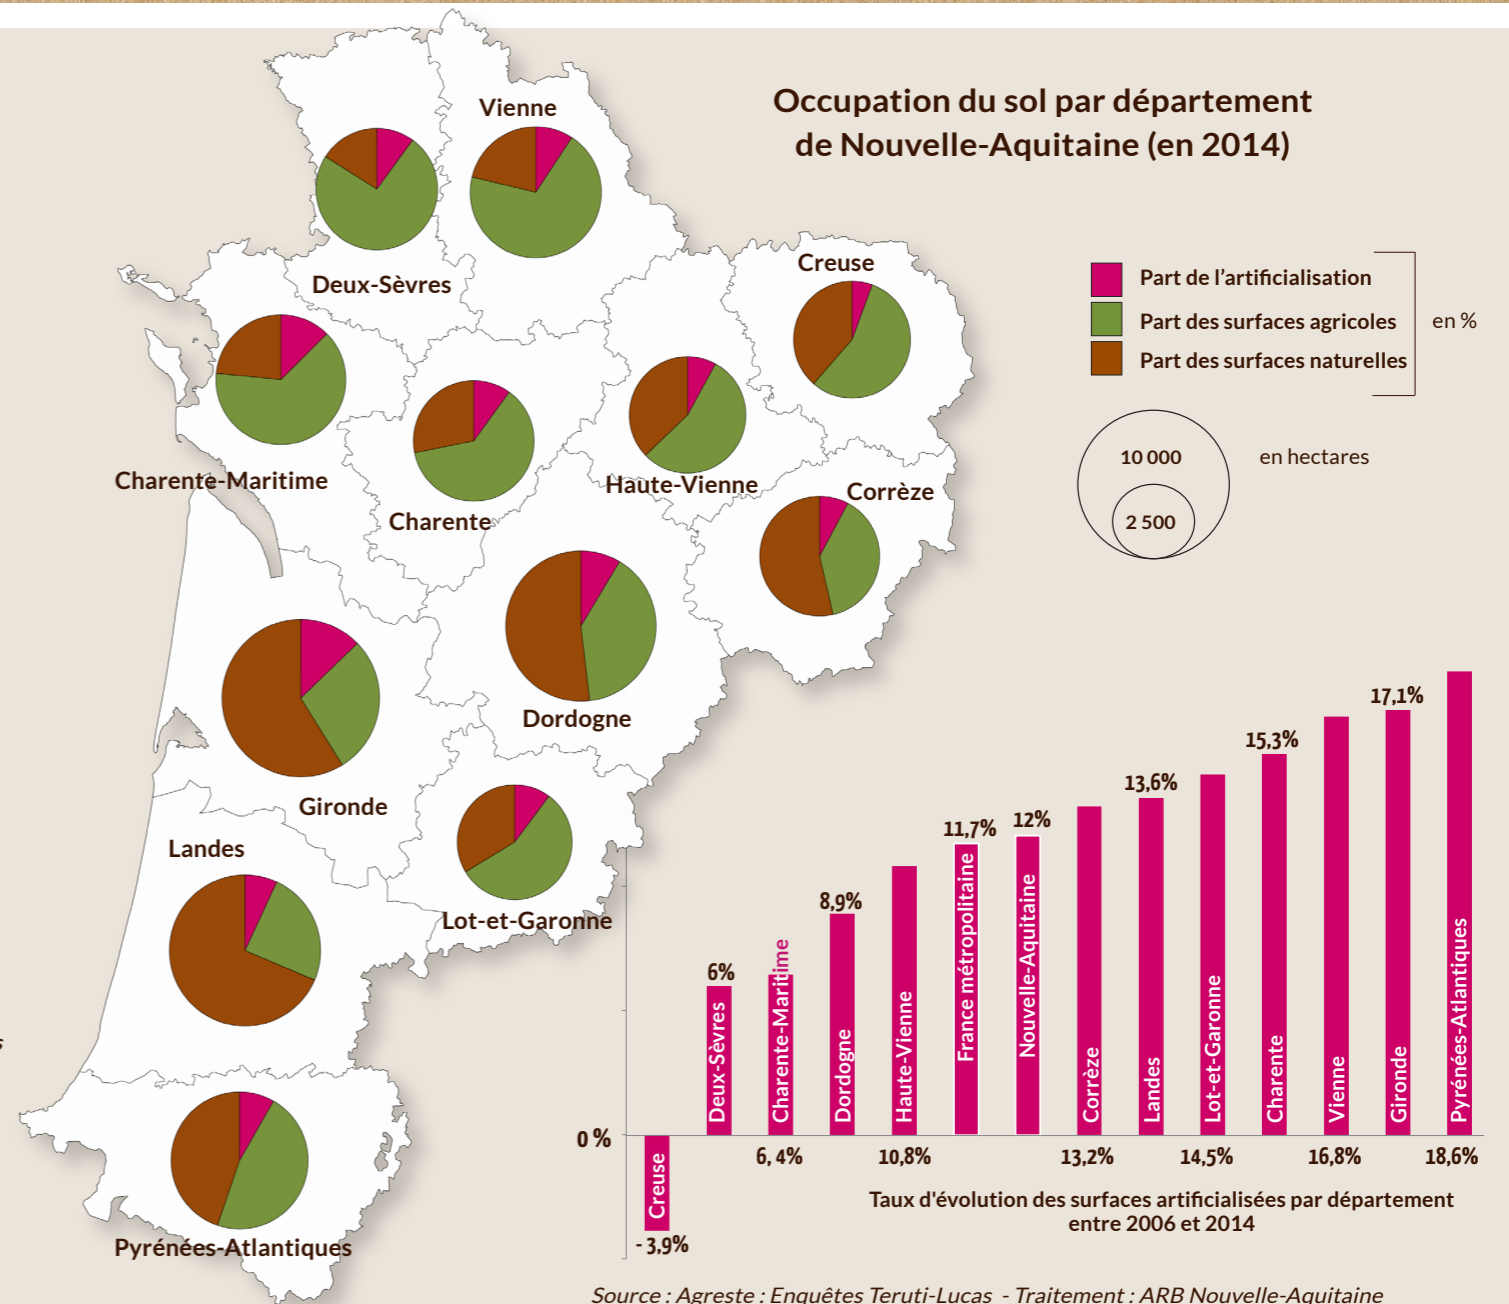 Occupation du sol par département
de Nouvelle-Aquitaine (en 2014)
Vienne
Deux-Sèvres
Creuse
Charente-Maritime
Charente
Haute-Vienne
Corrèze
Dordogne
Gironde
Landes
Lot-et-Garonne
Pyrénées-Atlantiques
Part de l'artificialisation
Part des surfaces agricoles
Part des surfaces naturelles
en %
10 000
2 500
en hectares
0 %
Creuse
- 3,9%
Deux-Sèvres
6%
Charente-Maritime
6, 4%
Dordogne
8,9%
Haute-Vienne
10,8%
France métropolitaine
11,7%
Nouvelle-Aquitaine
12%
Corrèze
13,2%
Landes
13,6%
Lot-et-Garonne
14,5%
Charente
15,3%
Vienne
16,8%
Gironde
17,1%
Pyrénées-Atlantiques
18,6%
Taux d'évolution des surfaces artificialisées par département
entre 2006 et 2014
Source : Agreste : Enquêtes Teruti-Lucas - Traitement : ARB Nouvelle-Aquitaine